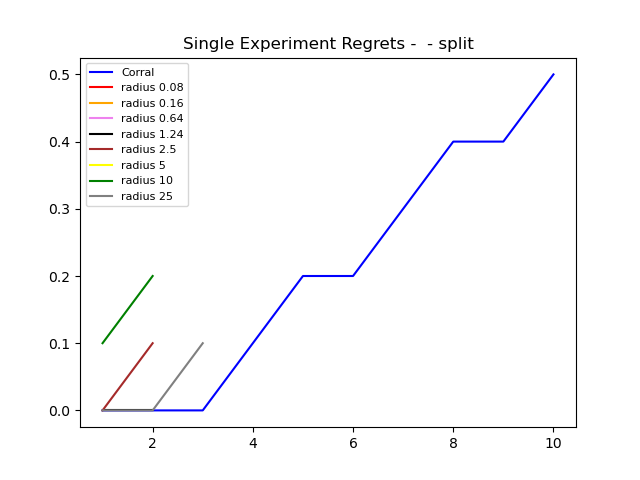 Single Experiment Regrets -  - split
Corral
radius 0.08
radius 0.16
radius 0.64
radius 1.24
radius 2.5
radius 5
radius 10
radius 25
0.5
0.4
0.3
0.2
0.1
0.0
2 4 6 8 10